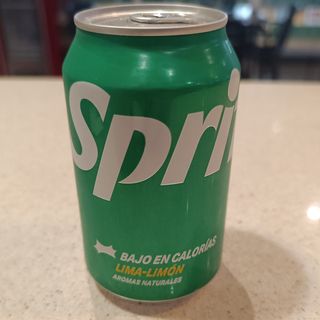 Spri
BAJO EN CALORÍAS
LIMA-LIMÓN
AROMAS NATURALES